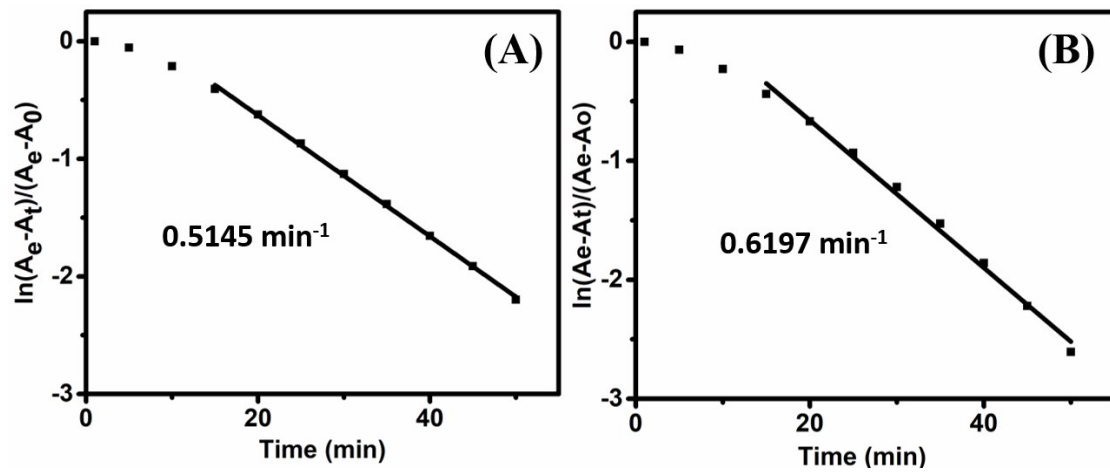 (A)
ln(Aₑ-Aₜ)/(Aₑ-A₀)
0
-1
-2
-3
0.5145 min⁻¹
0
20
40
Time (min)
(B)
ln(Ae-At)/(Ae-Ao)
0
-1
-2
-3
0.6197 min⁻¹
0
20
40
Time (min)